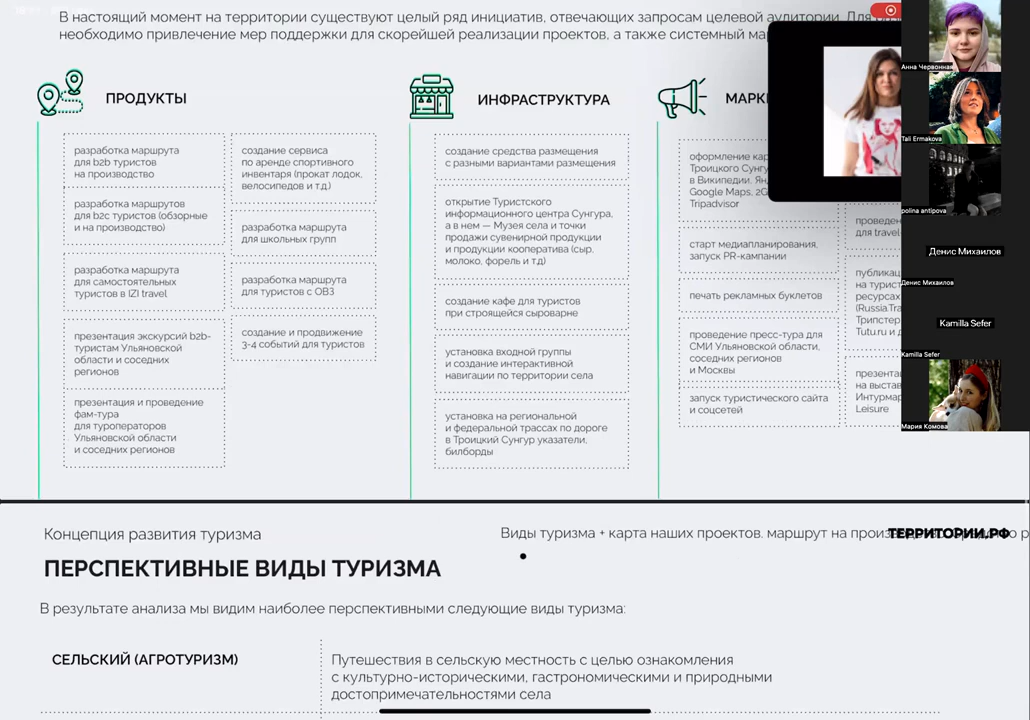 В настоящий момент на территории существуют целый ряд инициатив, отвечающих запросам целевой аудитории. Для
необходимо привлечение мер поддержки для скорейшей реализации проектов, а также системный
ПРОДУКТЫ
разработка маршрута
для b2b туристов
на производство
разработка маршрутов
для b2c туристов (обзорные
и на производство)
разработка маршрута
для самостоятельных
туристов в IZI travel
презентация экскурсий b2b-
туристам Ульяновской
области и соседних
регионов
презентация и проведение
фам-тура
для туроператоров
Ульяновской области
и соседних регионов
создание сервиса
по аренде спортивного
инвентаря (прокат лодок,
велосипедов и т.д.)
разработка маршрута
для школьных групп
разработка маршрута
для туристов с ОВЗ
создание и продвижение
3-4 событий для туристов
ИНФРАСТРУКТУРА
создание средства размещения
с разными вариантами размещения
открытие Туристского
информационного центра Сунгура,
а в нем — Музея села и точки
продажи сувенирной продукции
и продукции кооператива (сыр,
молоко, форель и т.д)
создание кафе для туристов
при строящейся сыроварне
установка входной группы
и создание интерактивной
навигации по территории села
установка на региональной
и федеральной трассах по дороге
в Троицкий Сунгур указатели,
билборды
МАРК
оформление кар
Троицкого Сунгу
в Википедии, Ян
Google Maps, 2G
Tripadvisor
старт медиапланирования,
запуск PR-кампании
печать рекламных буклетов
проведение пресс-тура для
СМИ Ульяновской области,
соседних регионов
и Москвы
запуск туристического сайта
и соцсетей
проведен
для travel-
публикац
на турист
ресурсах
(Russia.Tra
Трипстер
Tutu.ru и д
презента
на выстав
Интурмар
Leisure
Анна Червонная
Tail Ermakova
polina antipova
Денис Михаилов
Денис Михаилов
Kamilla Sefer
Kamilla Sefer
Мария Комова
Концепция развития туризма
Виды туризма + карта наших проектов. маршрут на
ТЕРРИТОРИИ.РФ
ПЕРСПЕКТИВНЫЕ ВИДЫ ТУРИЗМА
В результате анализа мы видим наиболее перспективными следующие виды туризма:
СЕЛЬСКИЙ (АГРОТУРИЗМ)
Путешествия в сельскую местность с целью ознакомления
с культурно-историческими, гастрономическими и природными
достопримечательностями села